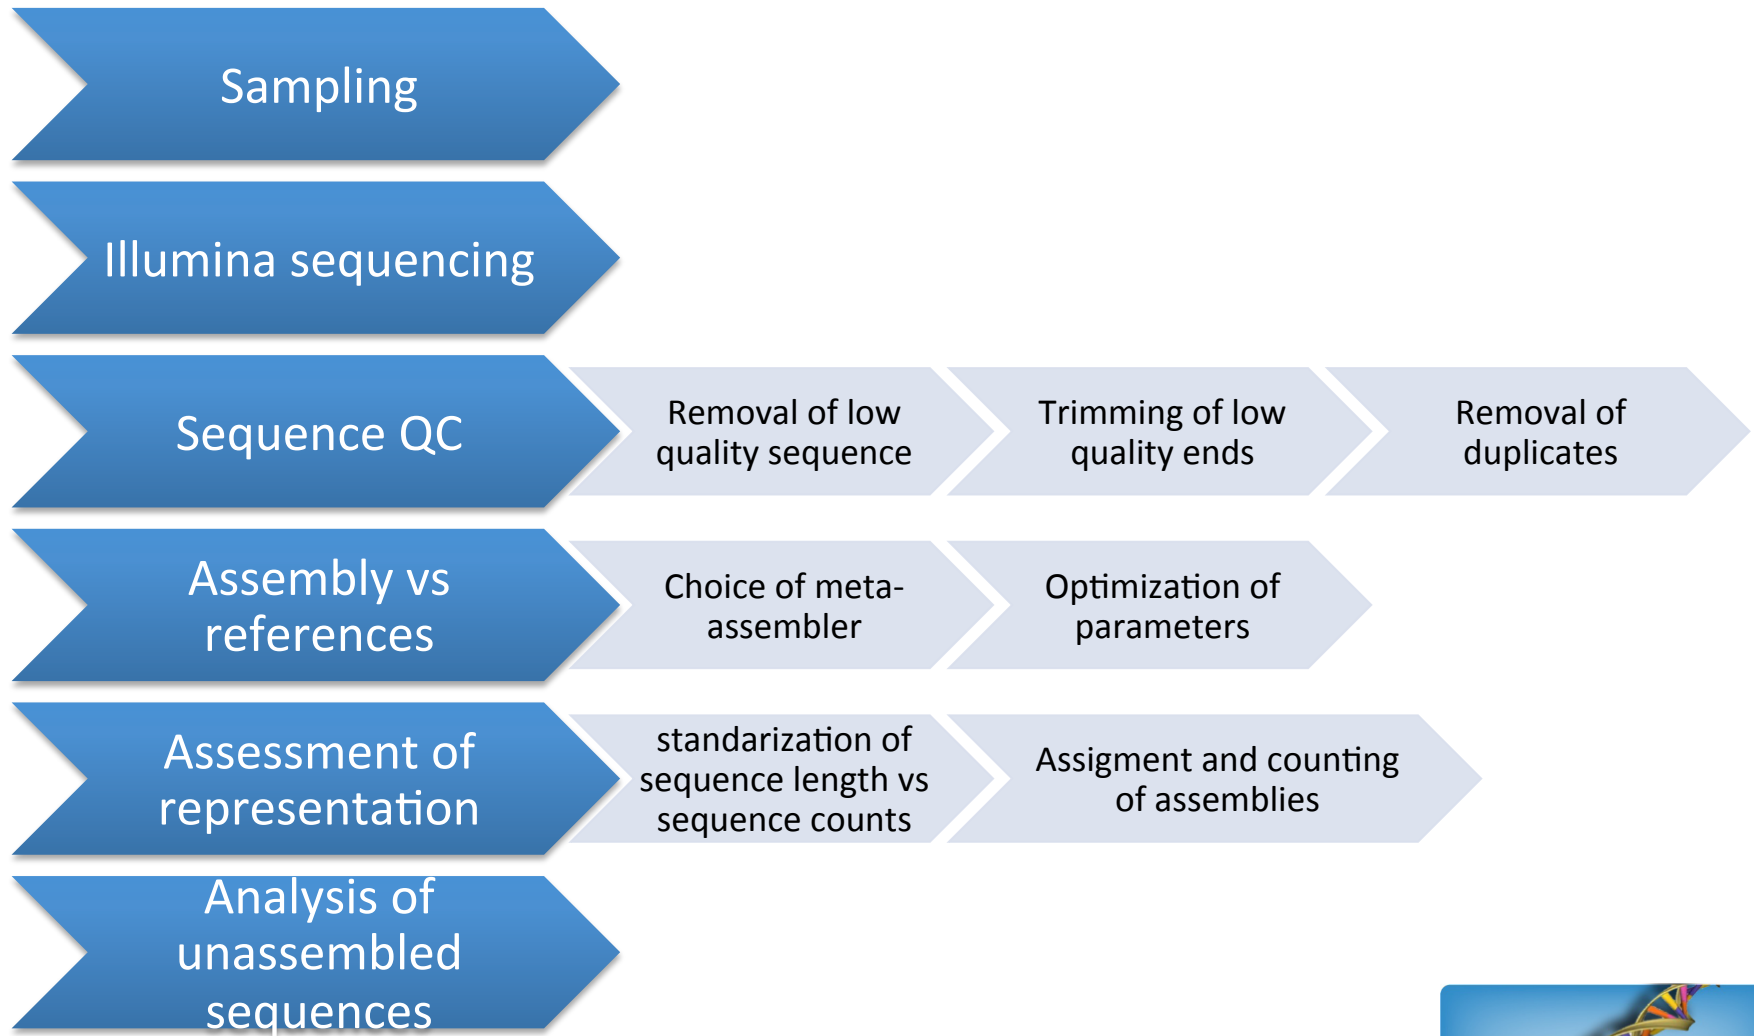 Sampling
Illumina sequencing
Sequence QC
Removal of low
quality sequence
Trimming of low
quality ends
Removal of
duplicates
Assembly vs
references
Choice of meta-
assembler
Optimization of
parameters
Assessment of
representation
standarization of
sequence length vs
sequence counts
Assigment and counting
of assemblies
Analysis of
unassembled
sequences